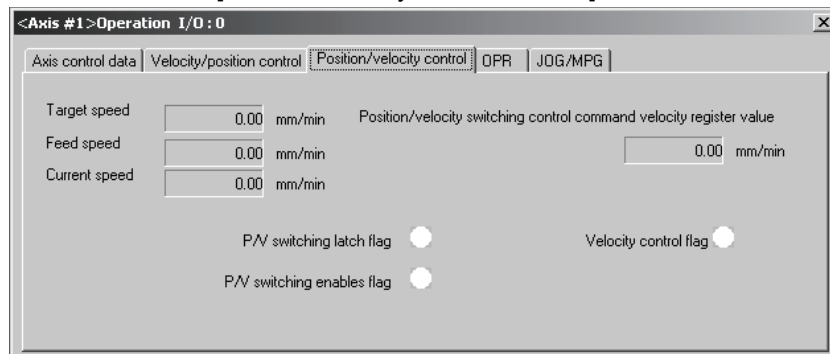 <Axis #1>Operation I/O:0
Axis control data Velocity/position control Position/velocity control OPR JOG/MPG
Target speed 0.00 mm/min Position/velocity switching control command velocity register value
Feed speed 0.00 mm/min 0.00 mm/min
Current speed 0.00 mm/min
P/V switching latch flag Velocity control flag
P/V switching enables flag